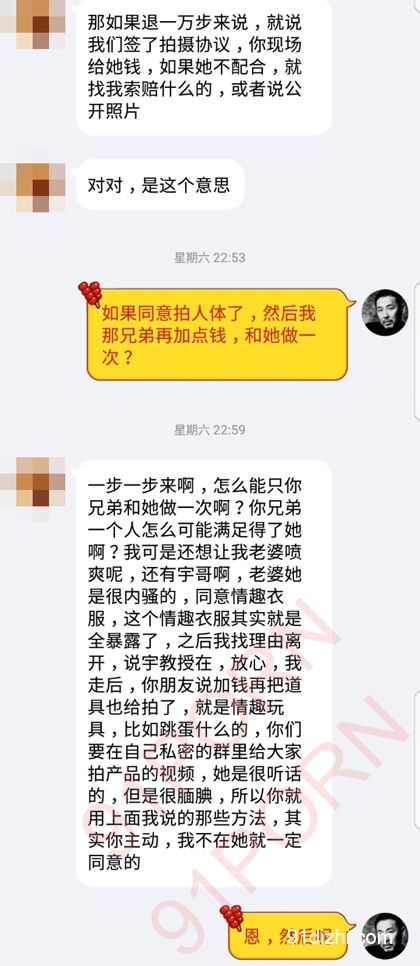 那如果退一万步来说，就说
我们签了拍摄协议，你现场
给她钱，如果她不配合，就
找我索赔什么的，或者说公
开照片
对对，是这个意思
星期六 22:53
如果同意拍人体了，然后我
那兄弟再加点钱，和她做一
次？
星期六 22:59
一步一步来啊，怎么能只你
兄弟和她做一次啊？你兄弟
一个人怎么可能满足得了她
啊？我可是还想让我老婆喷
爽呢，还有宇哥啊，老婆她
是很内骚的，同意情趣衣
服，这个情趣衣服其实就是
全暴露了，之后我找理由离
开，说宇教授在，放心，我
走后，你朋友说加钱再把道
具也给拍了，就是情趣玩
具，比如跳蛋什么的，你们
要在自己私密的群里给大家
拍产品的视频，她是很听话
的，但是很腼腆，所以你就
用上面我说的那些方法，其
实你主动，我不在她就一定
同意的
91PORN
91PORN
恩，然后呢
91dizhi.com